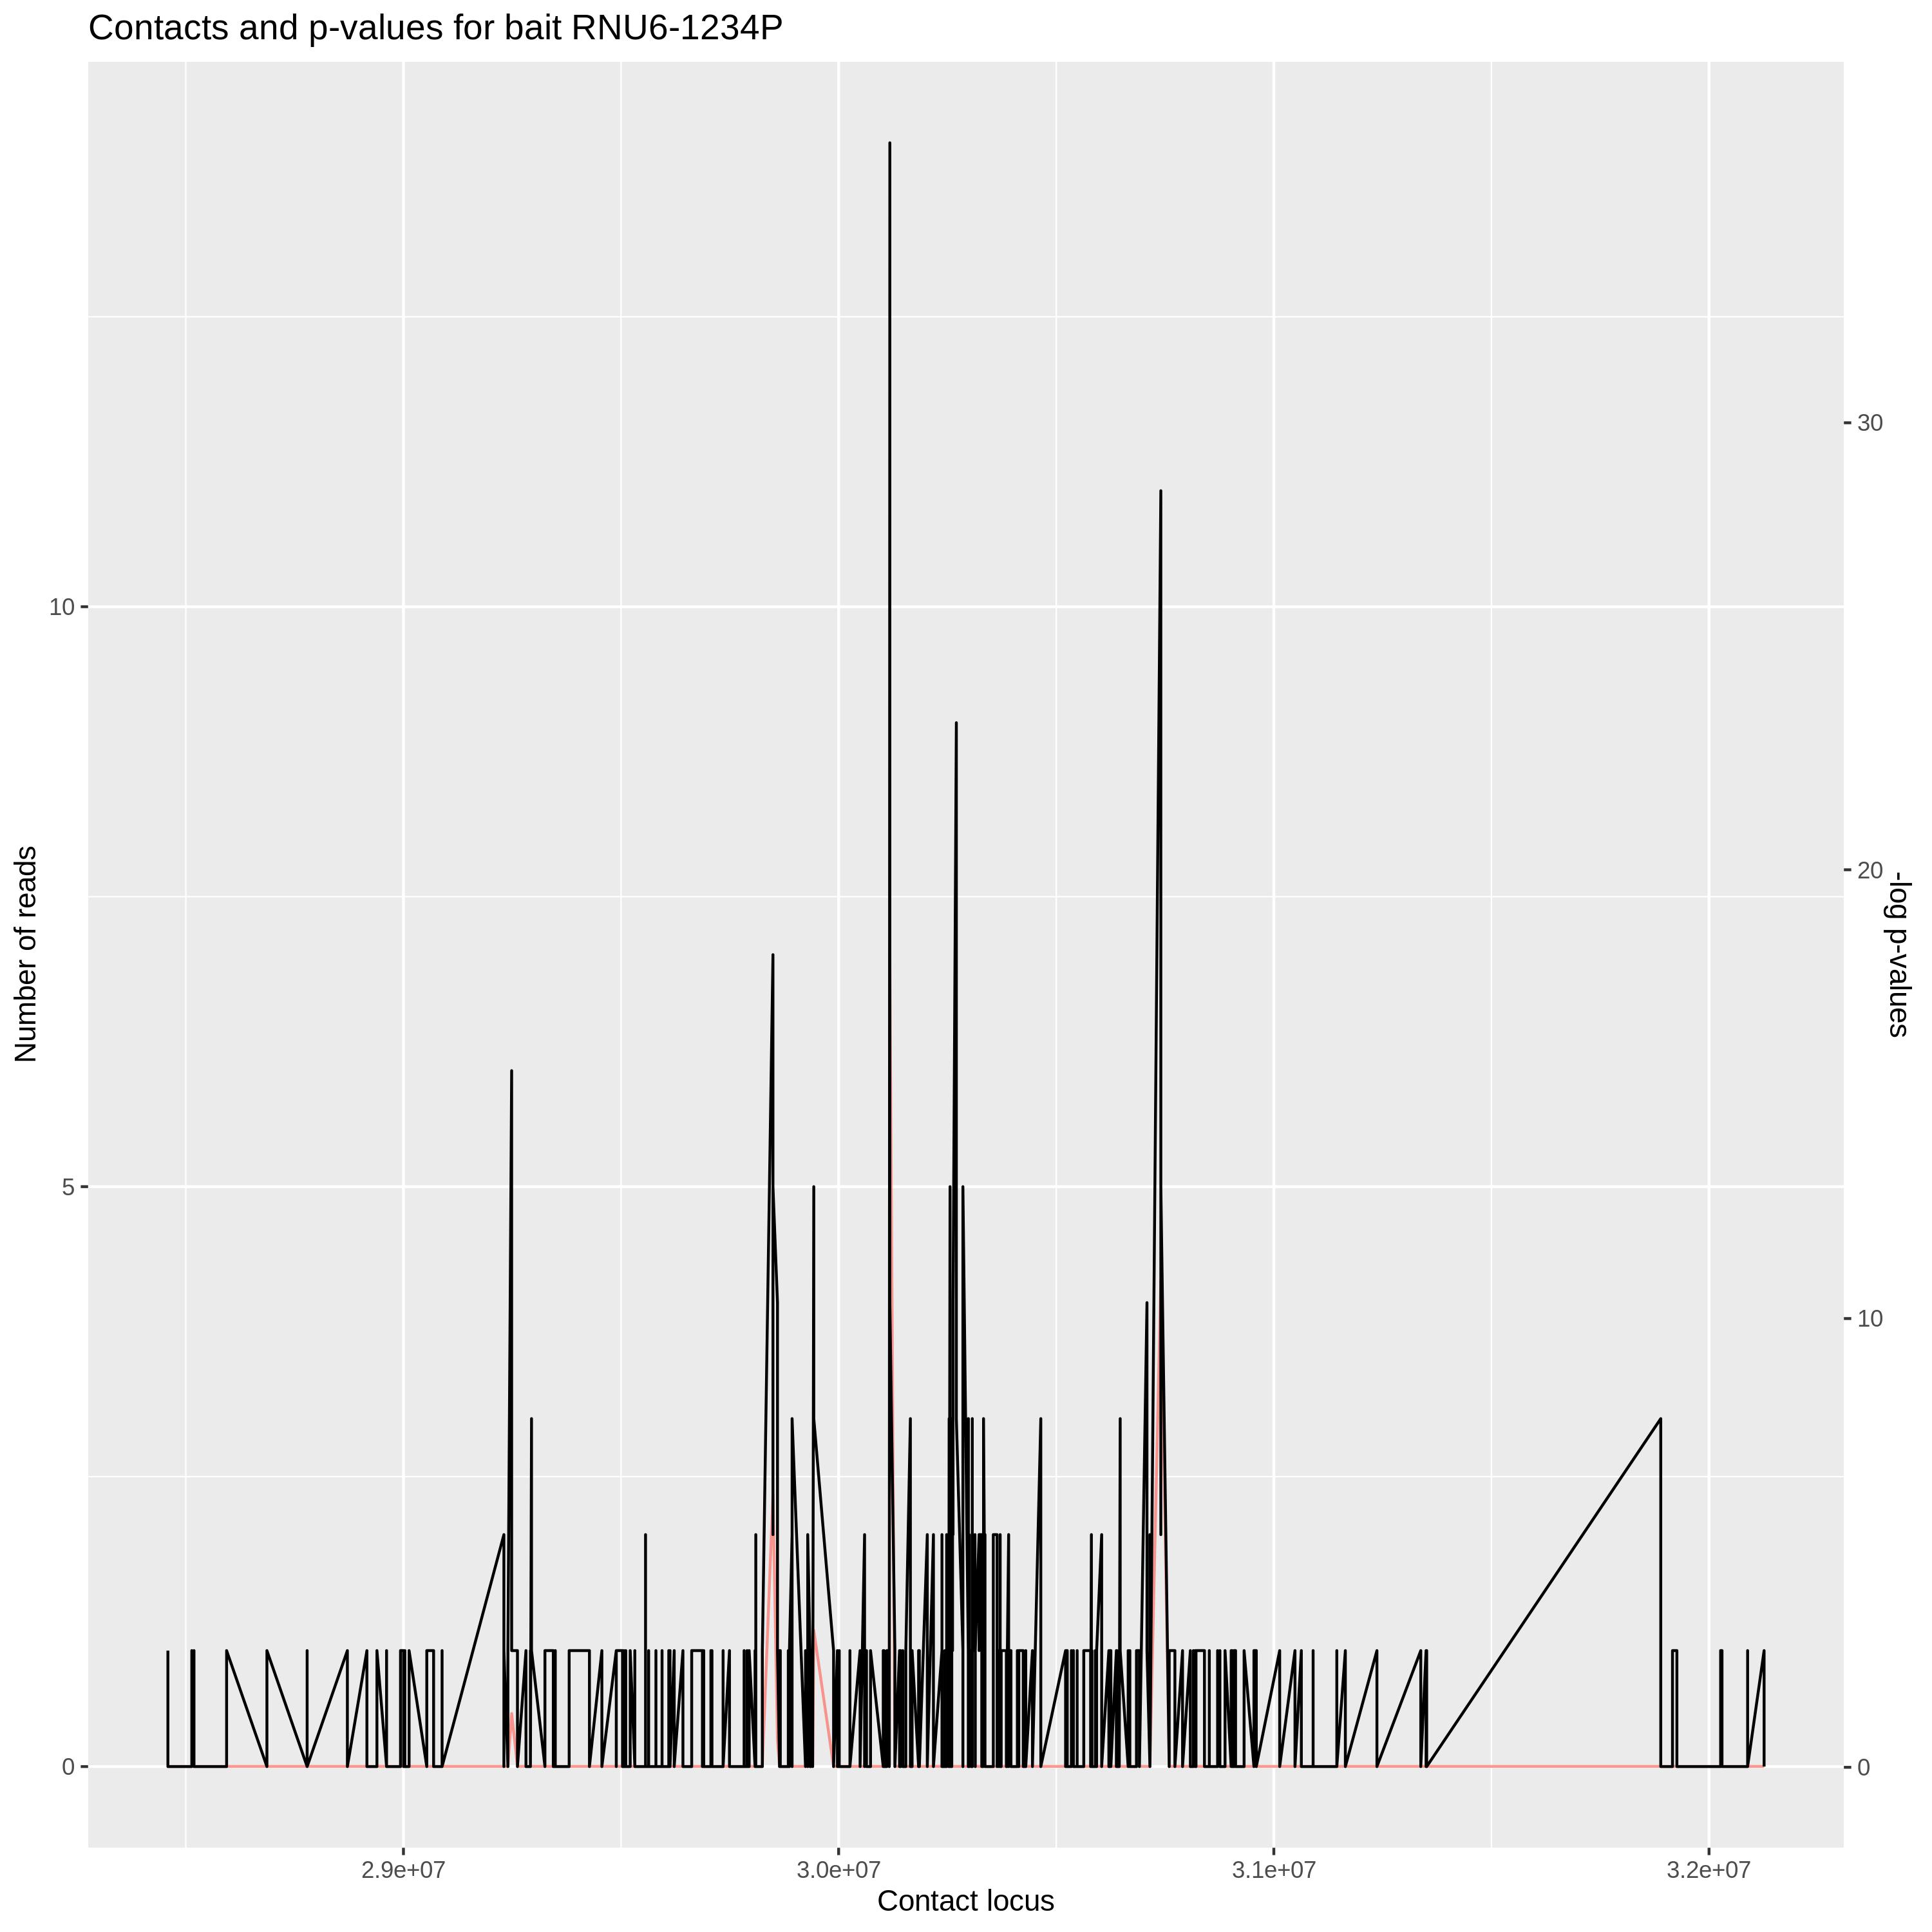 Contacts and p-values for bait RNU6-1234P
10
5
0
Number of reads
30
20
10
0
-log p-values
2.9e+07 3.0e+07 3.1e+07 3.2e+07
Contact locus